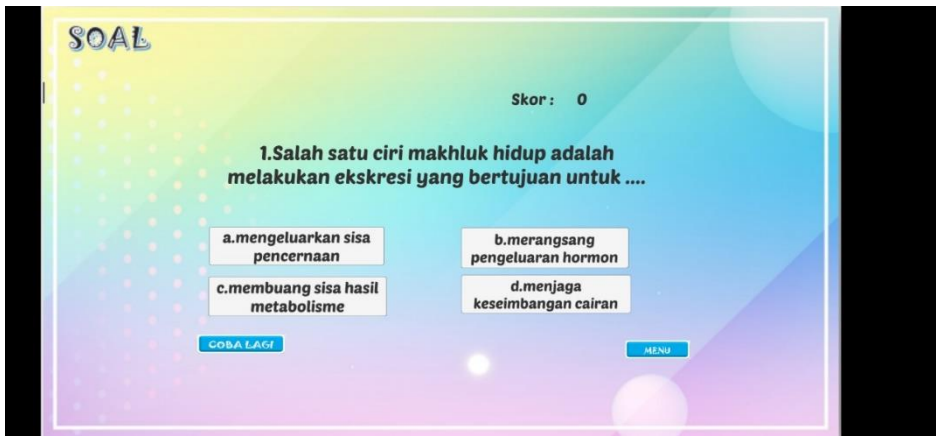 SOAL
Skor : 0
1.Salah satu ciri makhluk hidup adalah
melakukan ekskresi yang bertujuan untuk ....
a.mengeluarkan sisa
pencernaan
b.merangsang
pengeluaran hormon
c.membuang sisa hasil
metabolisme
d.menjaga
keseimbangan cairan
COBA LAGI
MENU